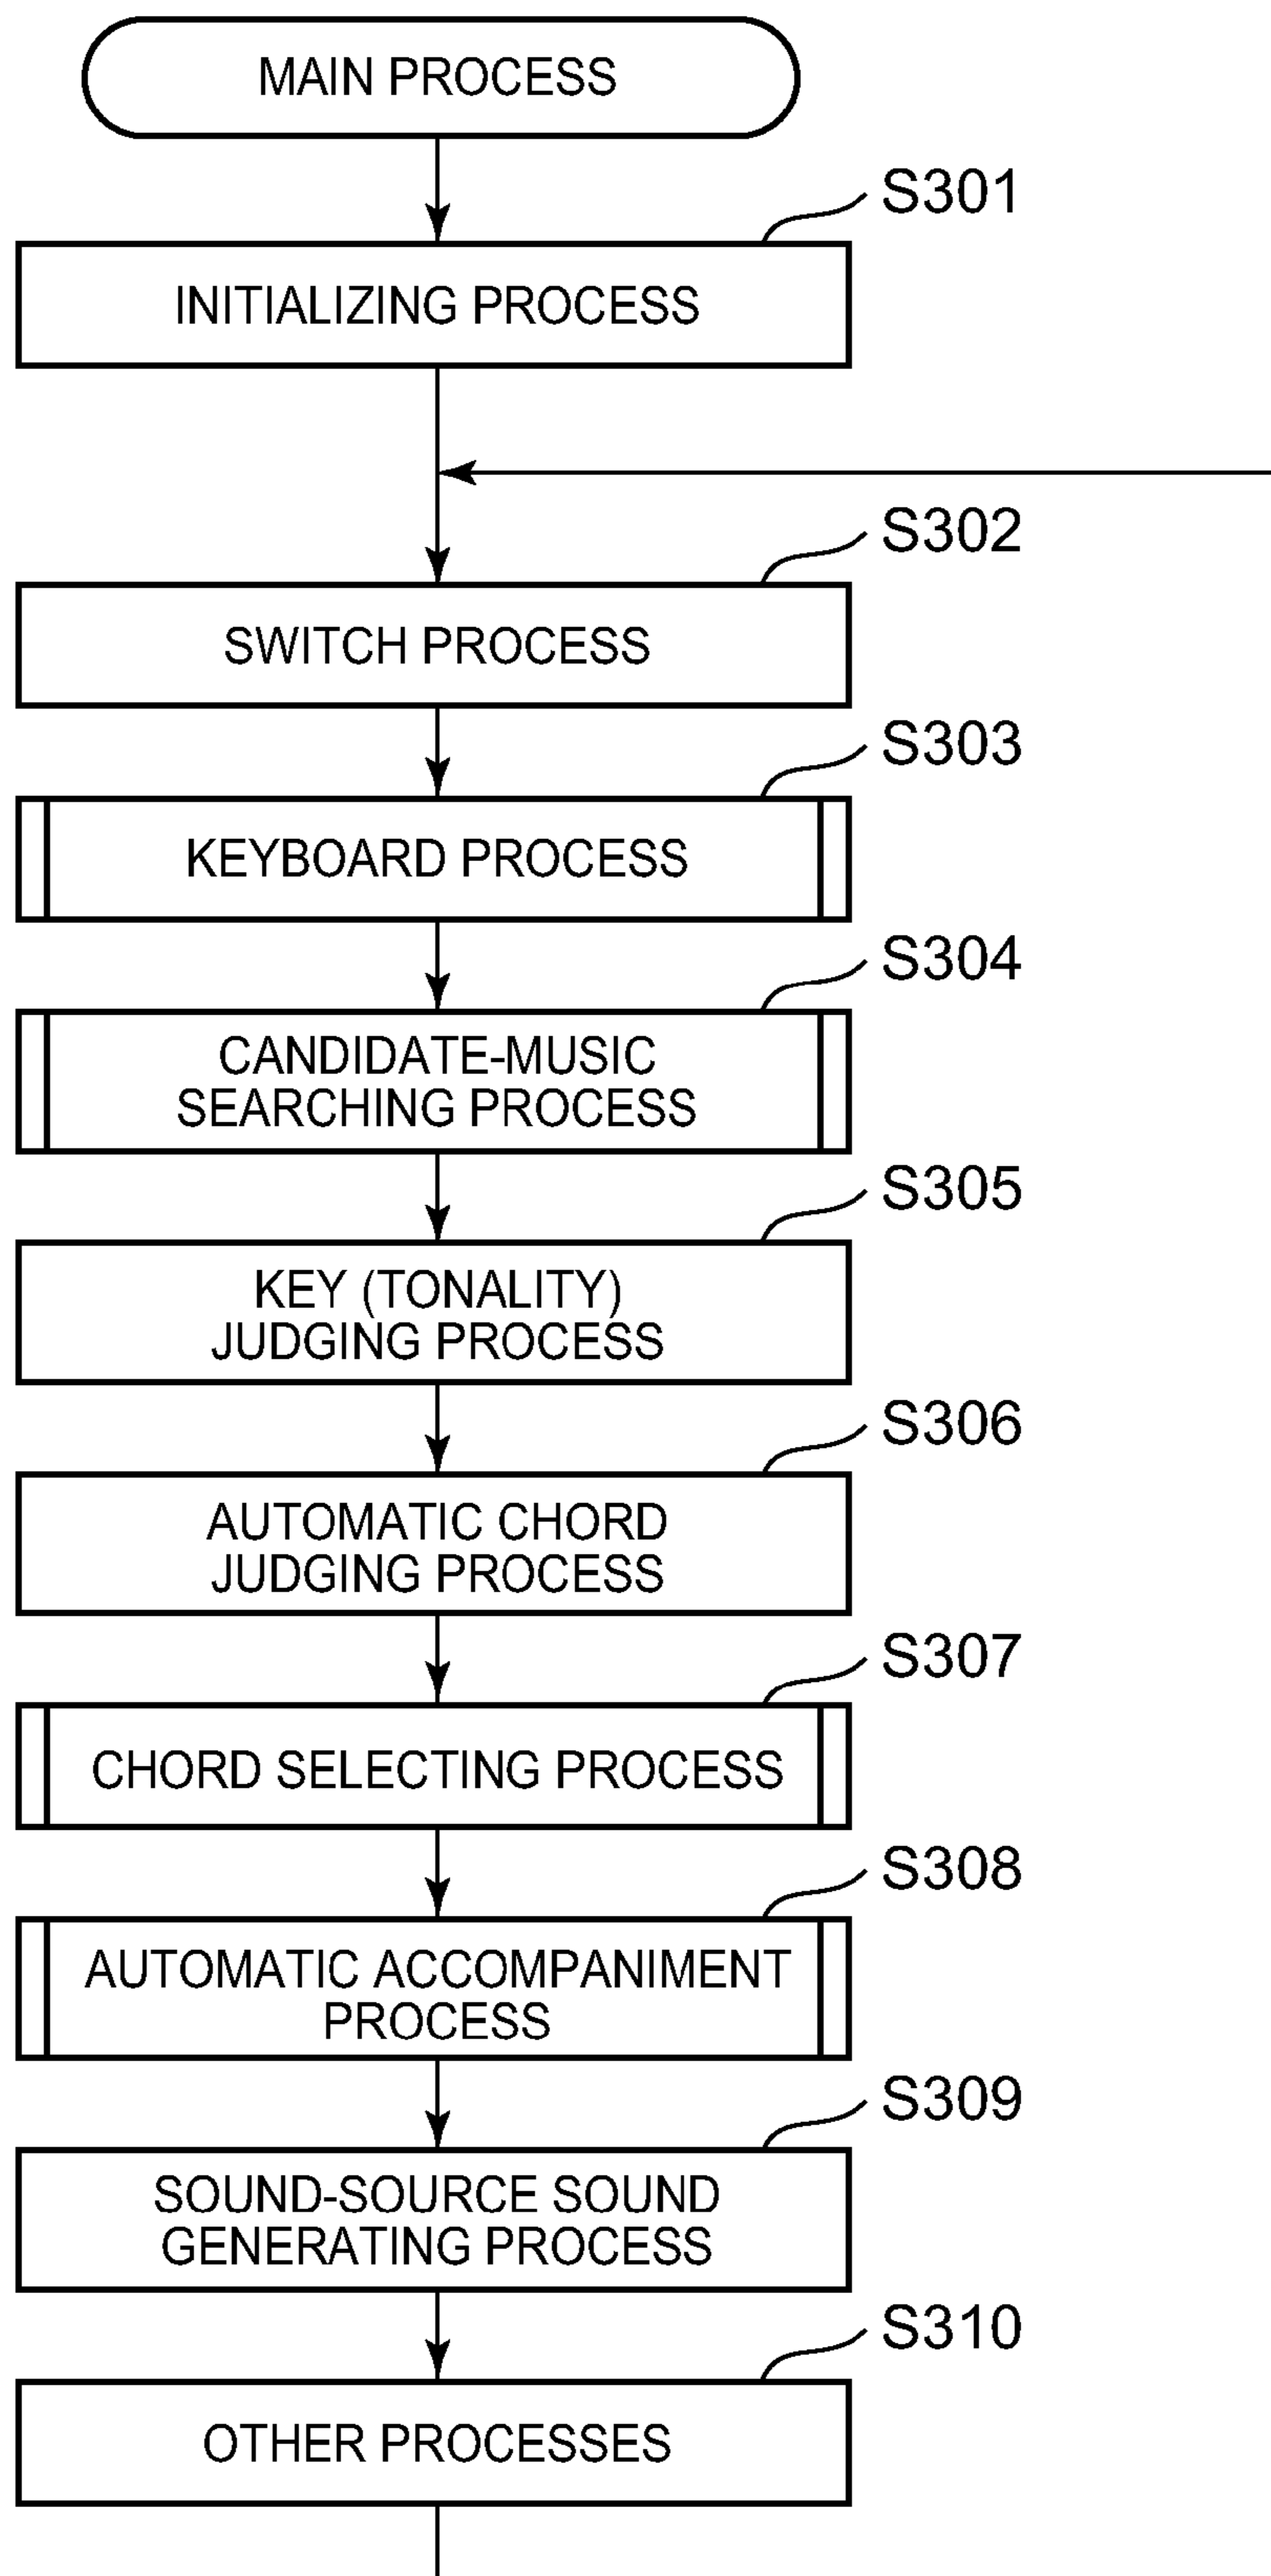 MAIN PROCESS
S301
INITIALIZING PROCESS
S302
SWITCH PROCESS
S303
KEYBOARD PROCESS
S304
CANDIDATE-MUSIC
SEARCHING PROCESS
S305
KEY (TONALITY)
JUDGING PROCESS
S306
AUTOMATIC CHORD
JUDGING PROCESS
S307
CHORD SELECTING PROCESS
S308
AUTOMATIC ACCOMPANIMENT
PROCESS
S309
SOUND-SOURCE SOUND
GENERATING PROCESS
S310
OTHER PROCESSES